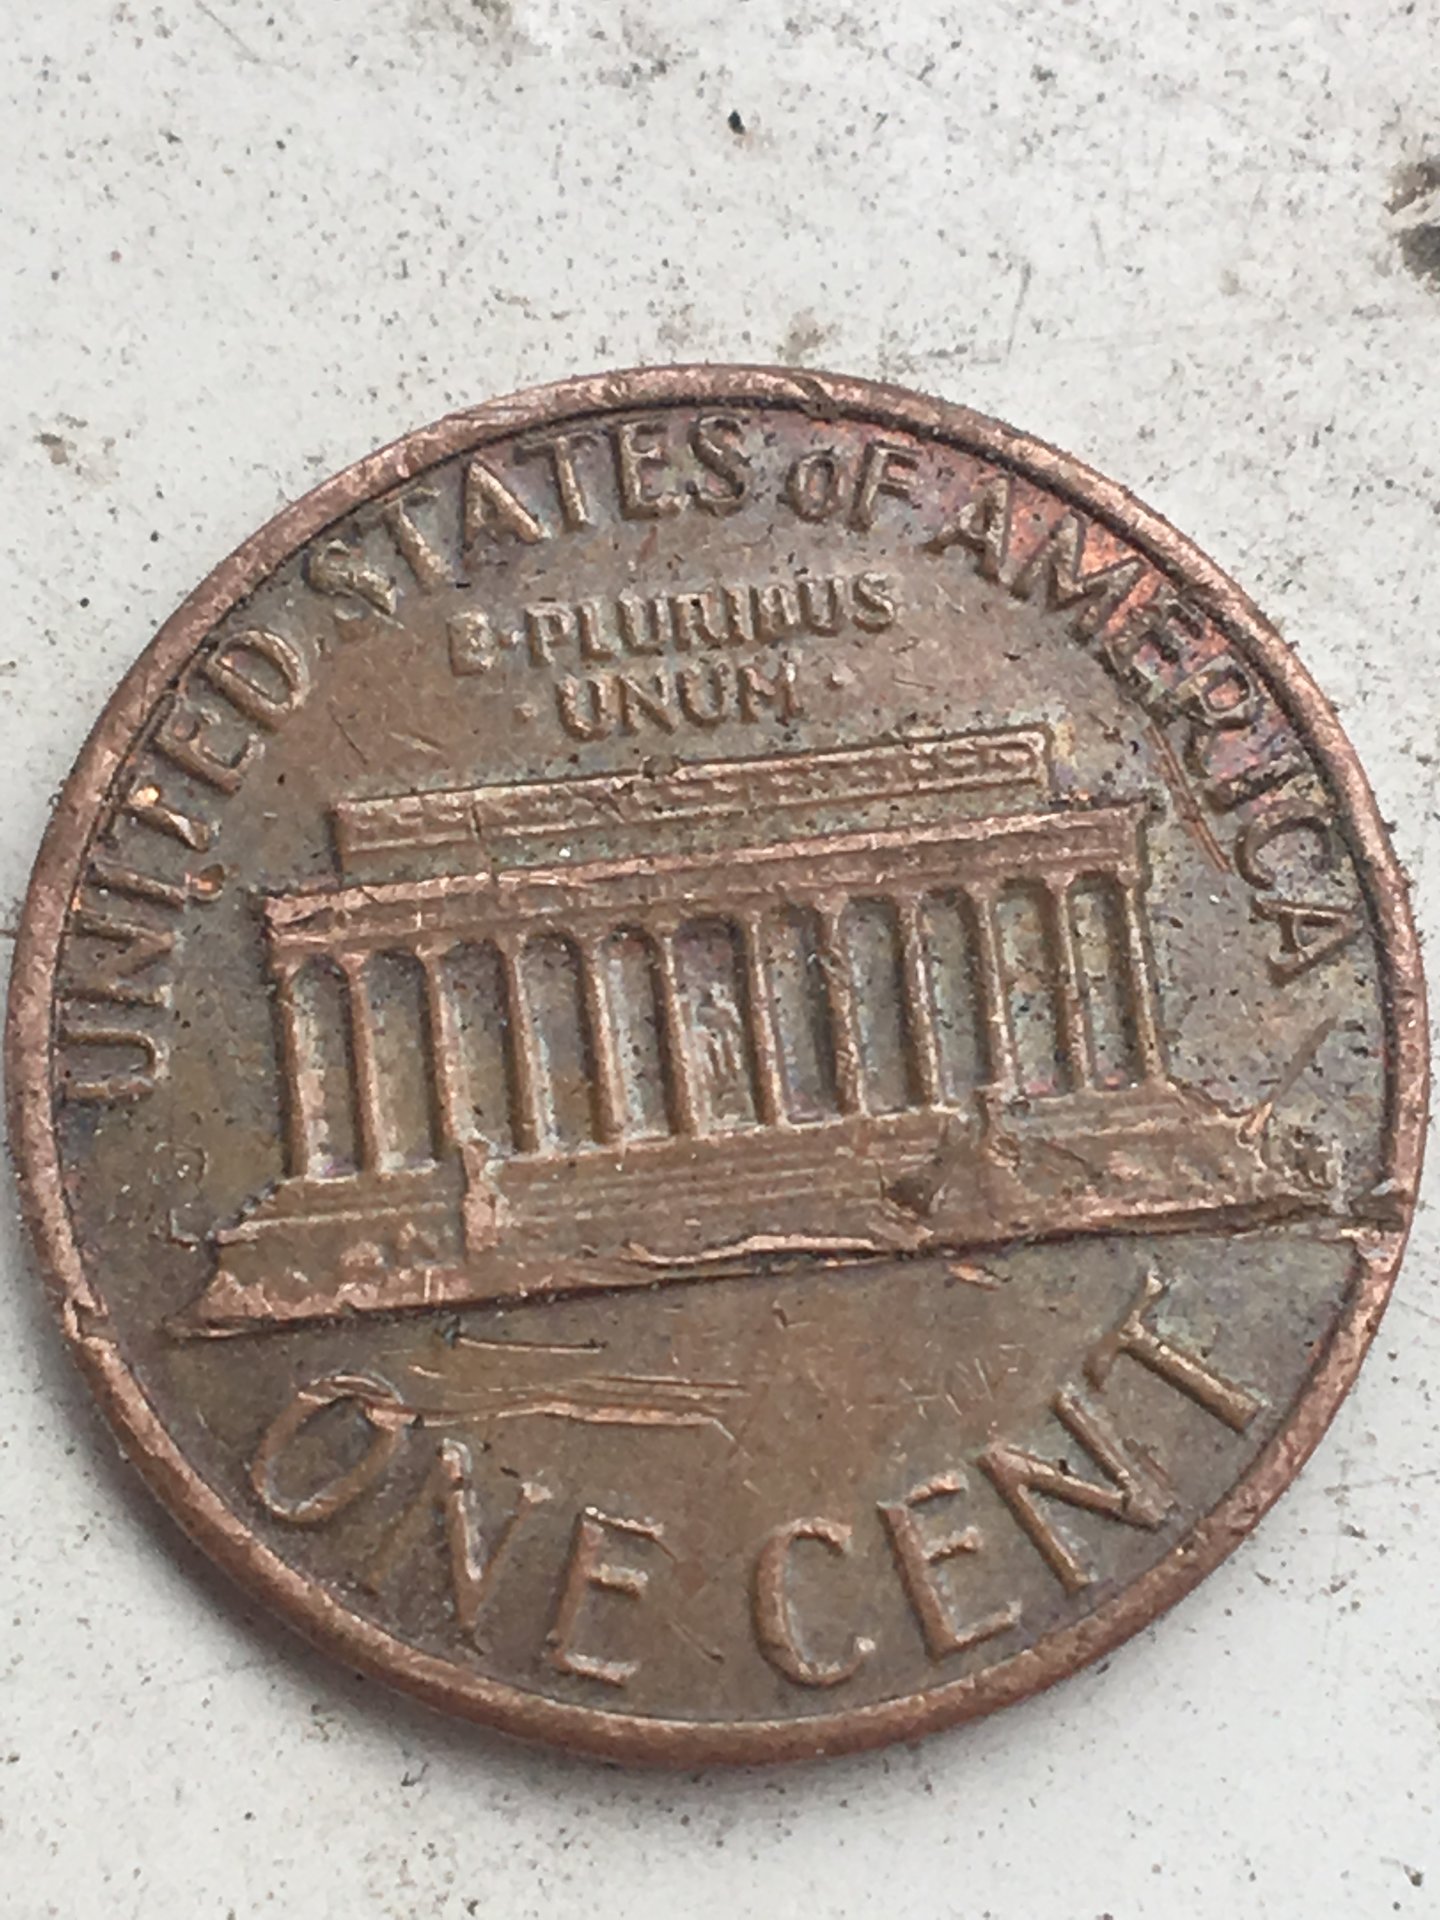 UNITED STATES OF AMERICA
E·PLURIBUS
·UNUM·
ONE CENT